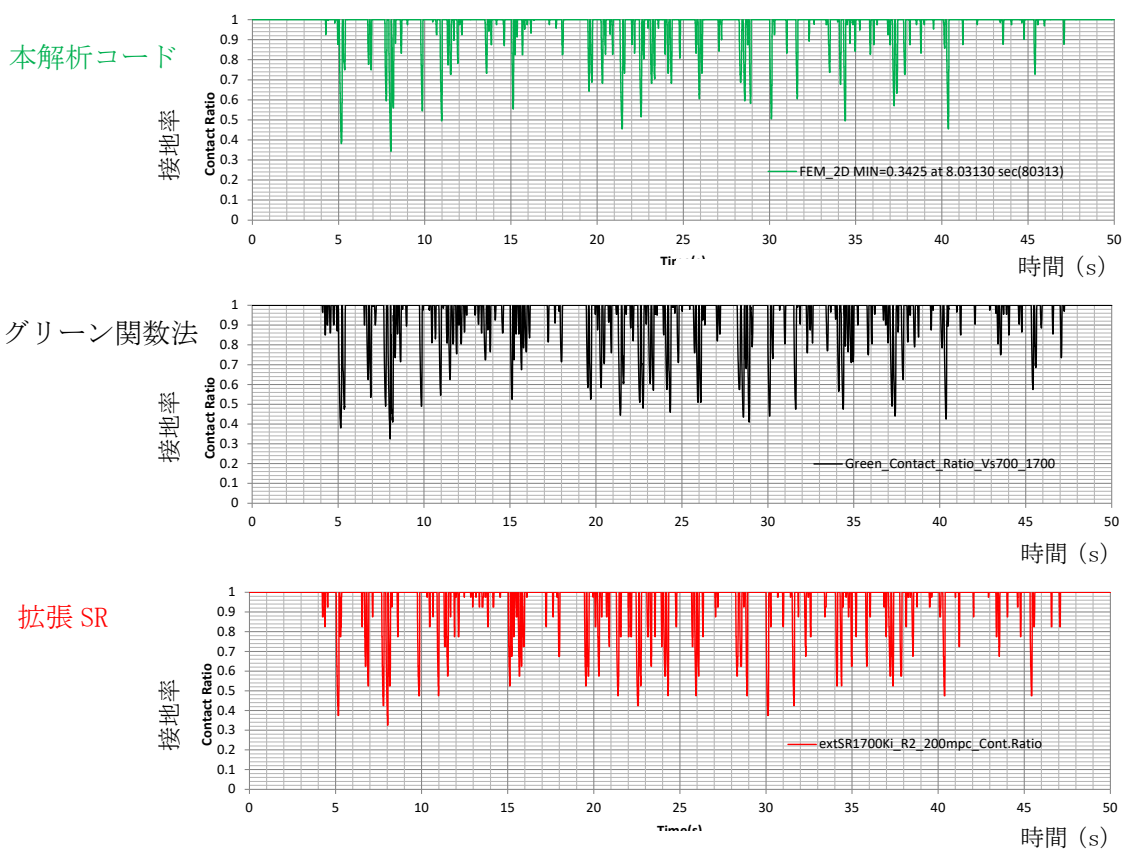 本解析コード
接地率
Contact Ratio
1
0.9
0.8
0.7
0.6
0.5
0.4
0.3
0.2
0.1
0
FEM_2D MIN=0.3425 at 8.03130 sec(80313)
0 5 10 15 20 25 30 35 40 45 50
時間 (s)
グリーン関数法
接地率
Contact Ratio
1
0.9
0.8
0.7
0.6
0.5
0.4
0.3
0.2
0.1
0
Green_Contact_Ratio_Vs700_1700
0 5 10 15 20 25 30 35 40 45 50
時間 (s)
拡張 SR
接地率
Contact Ratio
1
0.9
0.8
0.7
0.6
0.5
0.4
0.3
0.2
0.1
0
extSR1700Ki_R2_200mpc_Cont.Ratio
0 5 10 15 20 25 30 35 40 45 50
Time(s)
時間 (s)